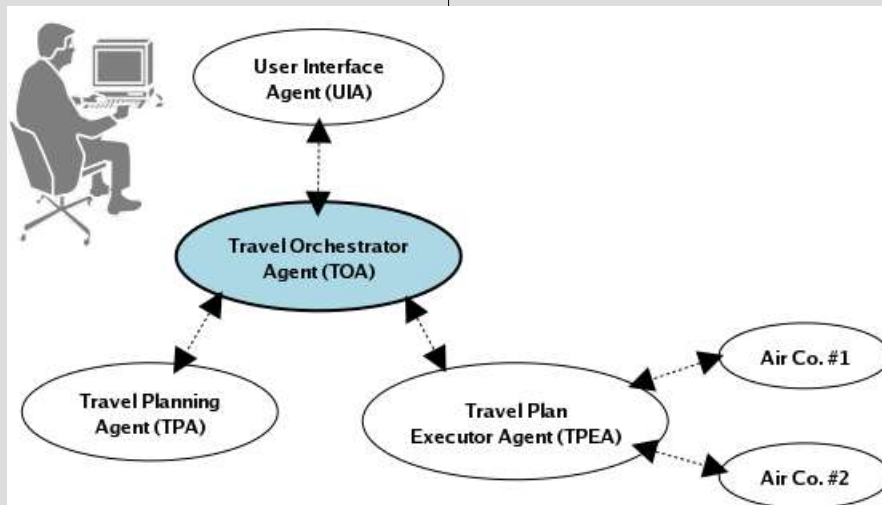 User Interface
Agent (UIA)
Travel Orchestrator
Agent (TOA)
Travel Planning
Agent (TPA)
Travel Plan
Executor Agent (TPEA)
Air Co. #1
Air Co. #2